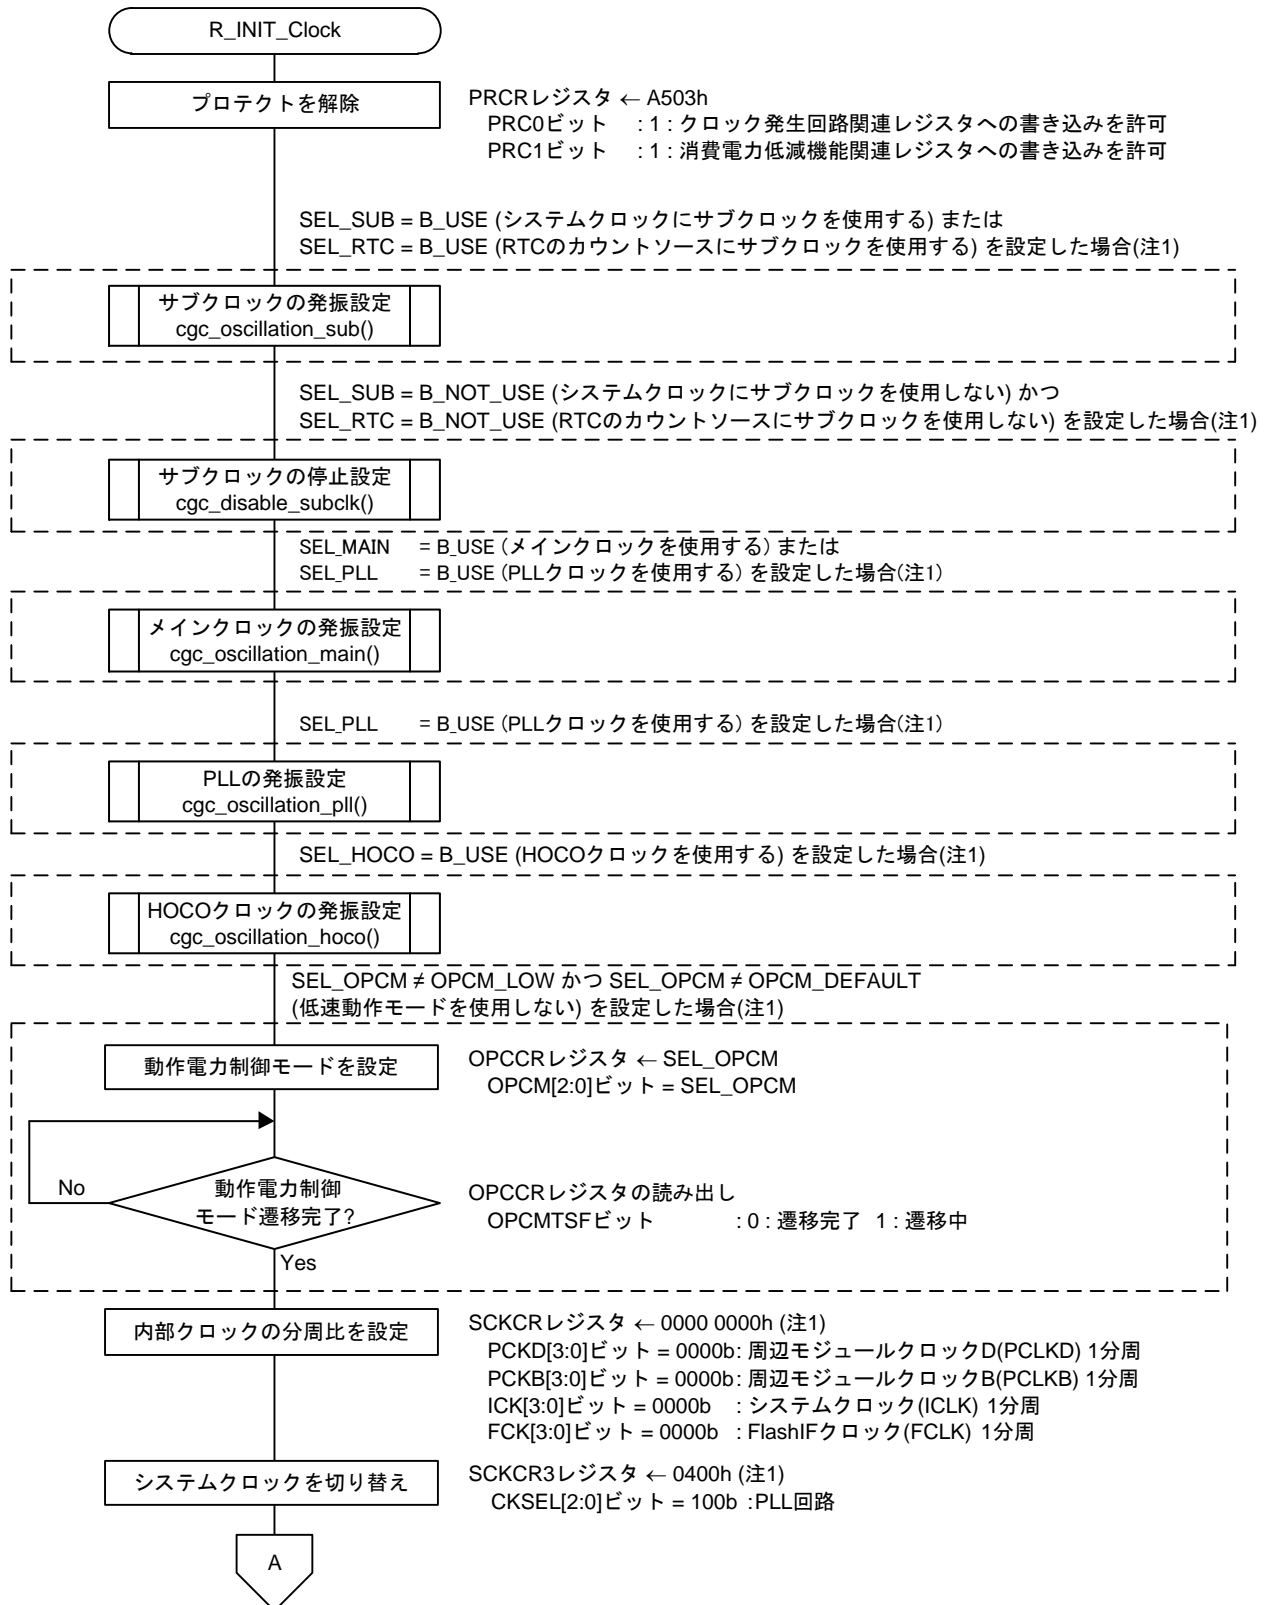 R_INIT_Clock
プロテクトを解除
PRCRレジスタ ← A503h
PRC0ビット : 1 : クロック発生回路関連レジスタへの書き込みを許可
PRC1ビット : 1 : 消費電力低減機能関連レジスタへの書き込みを許可
SEL_SUB = B_USE (システムクロックにサブクロックを使用する) または
SEL_RTC = B_USE (RTCのカウントソースにサブクロックを使用する) を設定した場合(注1)
サブクロックの発振設定
cgc_oscillation_sub()
SEL_SUB = B_NOT_USE (システムクロックにサブクロックを使用しない) かつ
SEL_RTC = B_NOT_USE (RTCのカウントソースにサブクロックを使用しない) を設定した場合(注1)
サブクロックの停止設定
cgc_disable_subclk()
SEL_MAIN = B_USE (メインクロックを使用する) または
SEL_PLL = B_USE (PLLクロックを使用する) を設定した場合(注1)
メインクロックの発振設定
cgc_oscillation_main()
SEL_PLL = B_USE (PLLクロックを使用する) を設定した場合(注1)
PLLの発振設定
cgc_oscillation_pll()
SEL_HOCO = B_USE (HOCOクロックを使用する) を設定した場合(注1)
HOCOクロックの発振設定
cgc_oscillation_hoco()
SEL_OPCM ≠ OPCM_LOW かつ SEL_OPCM ≠ OPCM_DEFAULT
(低速動作モードを使用しない) を設定した場合(注1)
動作電力制御モードを設定
OPCCRレジスタ ← SEL_OPCM
OPCM[2:0]ビット = SEL_OPCM
No
動作電力制御
モード遷移完了?
OPCCRレジスタの読み出し
OPCMTSFビット : 0 : 遷移完了 1 : 遷移中
Yes
内部クロックの分周比を設定
SCKCRレジスタ ← 0000 0000h (注1)
PCKD[3:0]ビット = 0000b : 周辺モジュールクロックD(PCLKD) 1分周
PCKB[3:0]ビット = 0000b : 周辺モジュールクロックB(PCLKB) 1分周
ICK[3:0]ビット = 0000b : システムクロック(ICLK) 1分周
FCK[3:0]ビット = 0000b : FlashIFクロック(FCLK) 1分周
システムクロックを切り替え
SCKCR3レジスタ ← 0400h (注1)
CKSEL[2:0]ビット = 100b :PLL回路
A